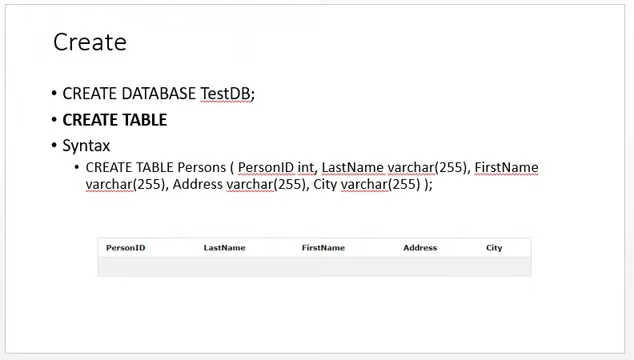 Create
• CREATE DATABASE TestDB;
• CREATE TABLE
• Syntax
• CREATE TABLE Persons ( PersonID int, LastName varchar(255), FirstName
varchar(255), Address varchar(255), City varchar(255) );
PersonID LastName FirstName Address City